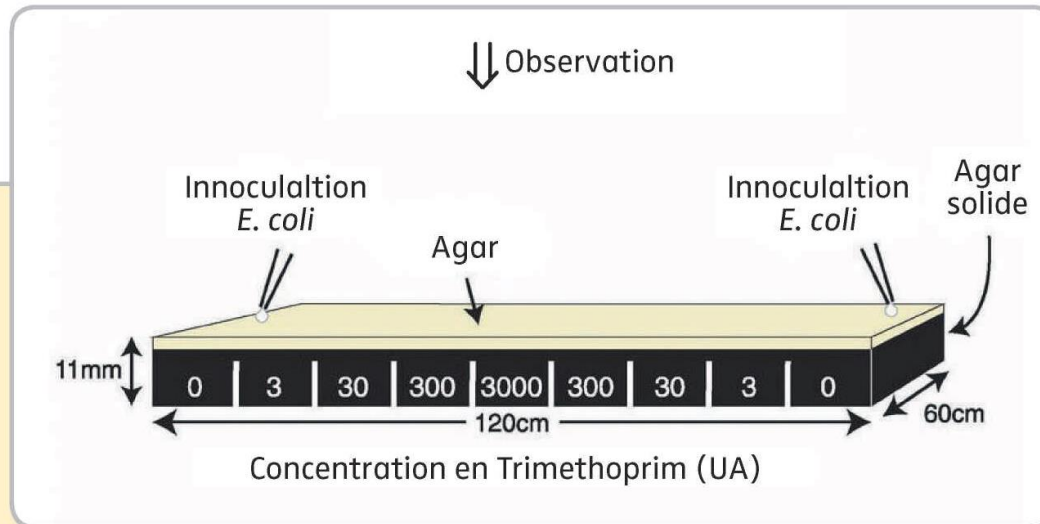 Observation
Innoculaltion
E. coli
Innoculaltion
E. coli
Agar
solide
Agar
11mm
0 3 30 300 3000 300 30 3 0
120cm
60cm
Concentration en Trimethoprim (UA)